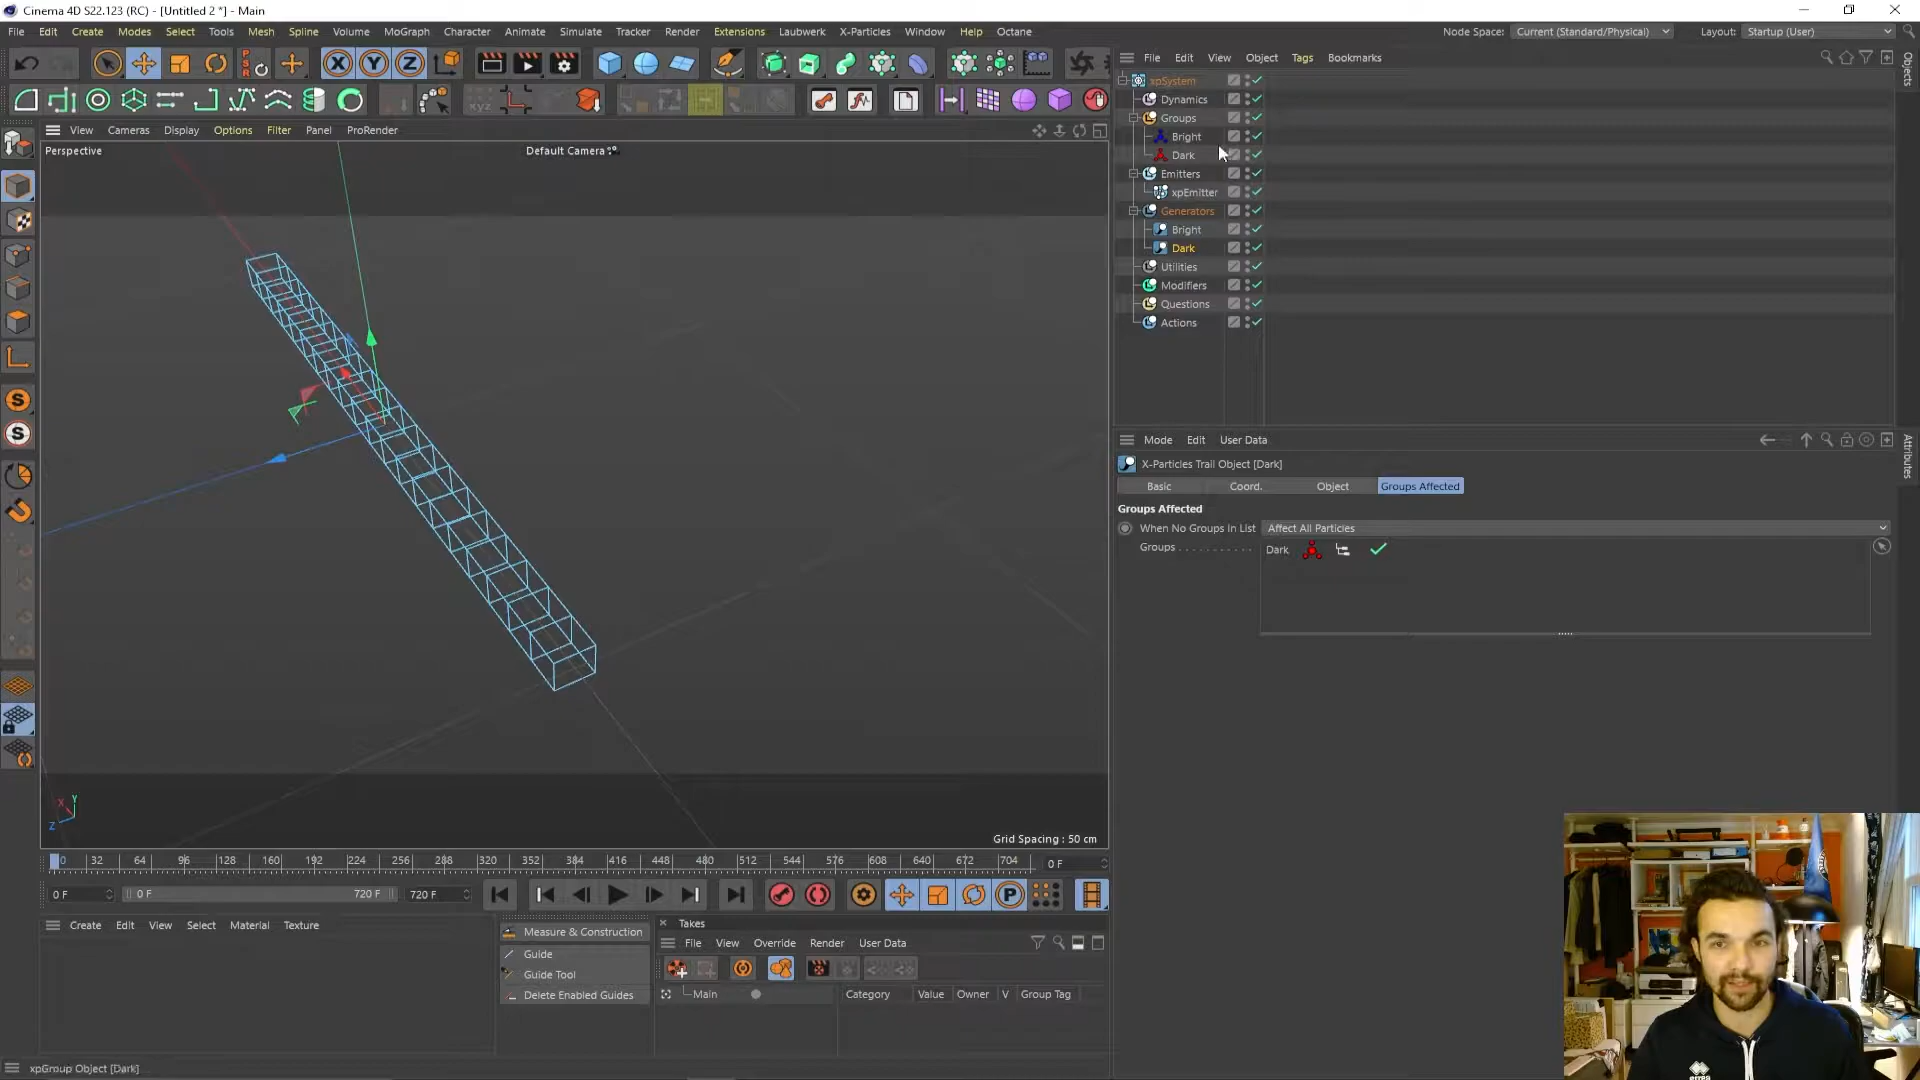 Cinema 4D S22.123 (RC) - [Untitled 2 *] - Main
File Edit Create Modes Select Tools Mesh Spline Volume MoGraph Character Animate Simulate Tracker Render Extensions Laubwerk X-Particles Window Help Octane
Node Space: Current (Standard/Physical) Layout: Startup (User)
File Edit View Object Tags Bookmarks
Objects
PSR
X Y Z
xpSystem
Dynamics
Groups
Bright
Dark
Emitters
xpEmitter
Generators
Bright
Dark
Utilities
Modifiers
Questions
Actions
View Cameras Display Options Filter Panel ProRender
Perspective
Default Camera
Mode Edit User Data
Attributes
X-Particles Trail Object [Dark]
Basic Coord. Object Groups Affected
Groups Affected
When No Groups In List Affect All Particles
Groups . . . . . . . . . . . Dark
X Y
Z
Grid Spacing : 50 cm
0 32 64 96 128 160 192 224 256 288 320 352 384 416 448 480 512 544 576 608 640 672 704 0 F
0 F 0 F 720 F 720 F
P
Create Edit View Select Material Texture
Measure & Construction
Guide
Guide Tool
Delete Enabled Guides
Takes
File View Override Render User Data
Main Category Value Owner V Group Tag
xpGroup Object [Dark]